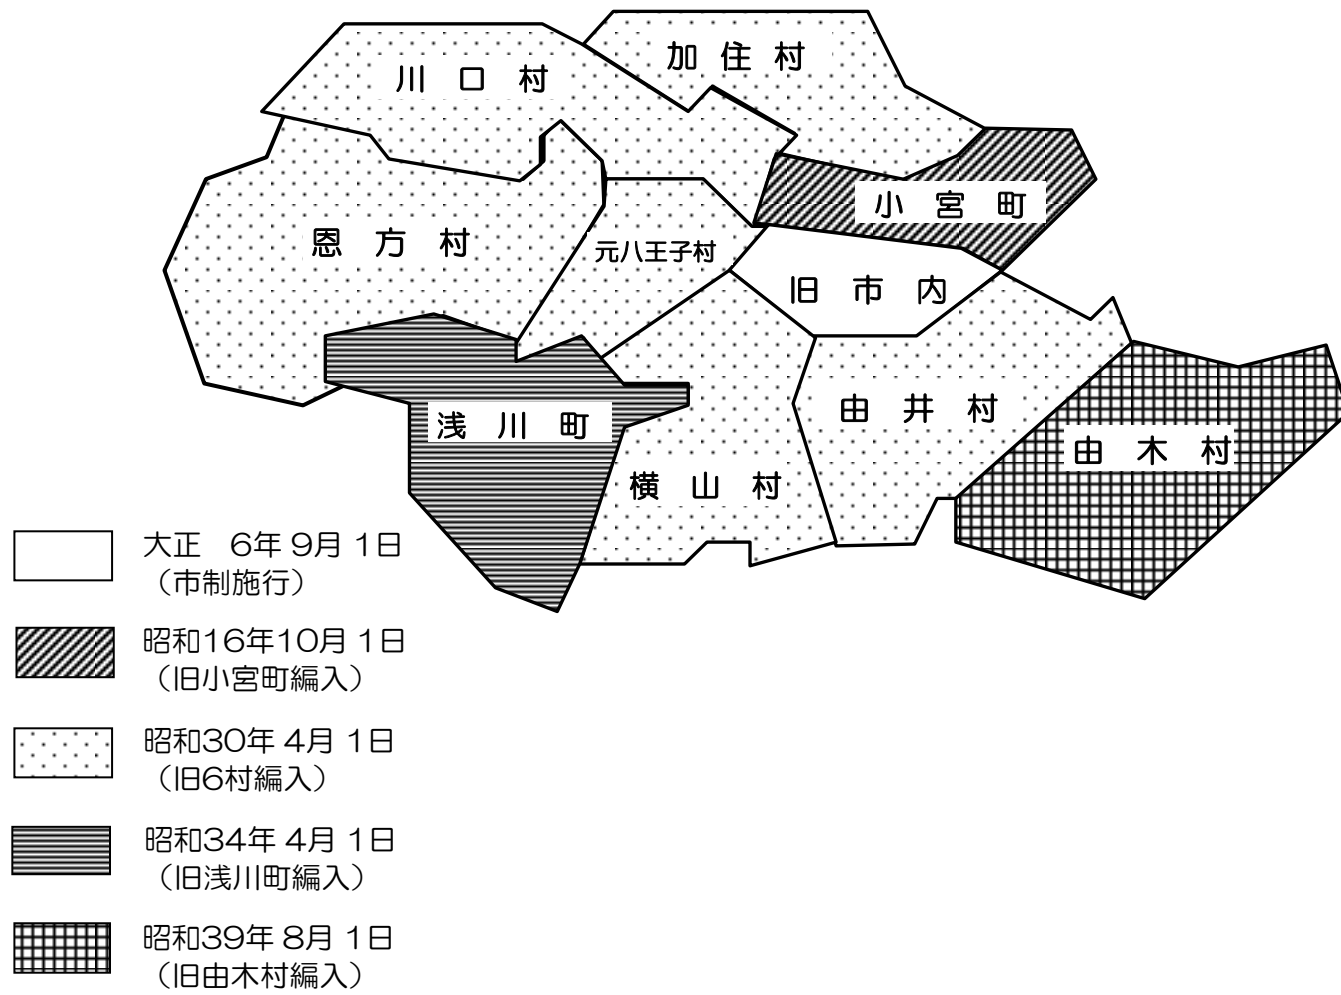 加住村
川口村
小宮町
恩方村
元八王子村
旧市内
浅川町
由井村
由木村
横山村
大正 6年 9月 1日
（市制施行）
昭和16年10月 1日
（旧小宮町編入）
昭和30年 4月 1日
（旧6村編入）
昭和34年 4月 1日
（旧浅川町編入）
昭和39年 8月 1日
（旧由木村編入）